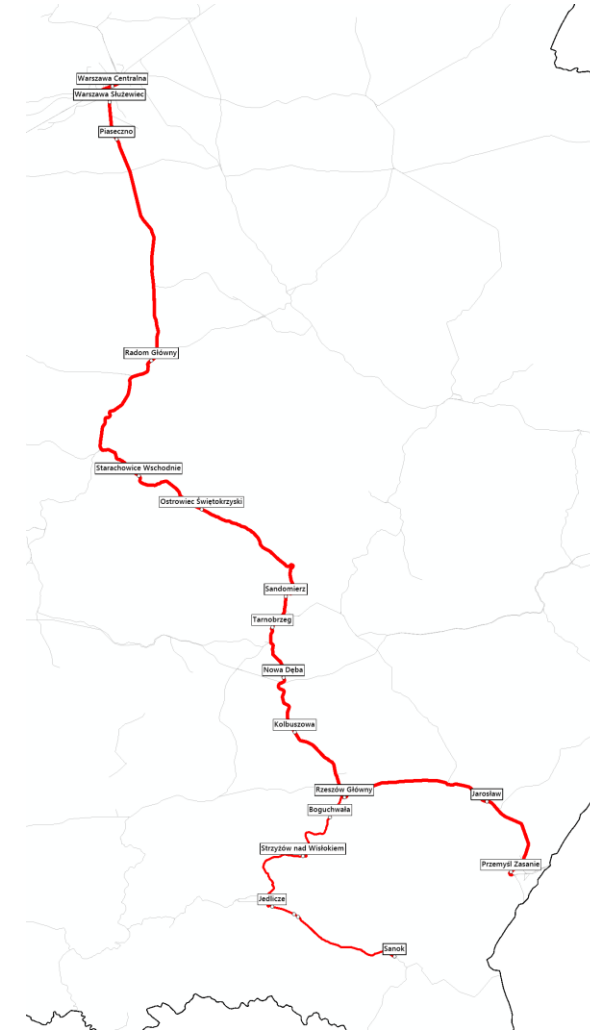 Warszawa Centralna
Warszawa Służewiec
Piaseczno
Radom Główny
Starachowice Wschodnie
Ostrowiec Świętokrzyski
Sandomierz
Tarnobrzeg
Nowa Dęba
Kolbuszowa
Rzeszów Główny
Jarosław
Boguchwała
Strzyżów nad Wisłokiem
Przemyśl Zasanie
Jedlicze
Sanok